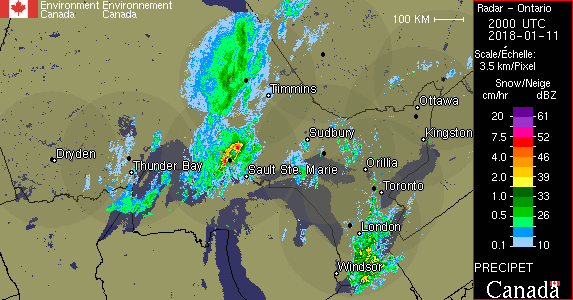 Environment Environnement
Canada Canada
100 KM
Timmins
Ottawa
Sudbury
Kingston
Dryden
Thunder Bay
Sault Ste. Marie
Orillia
Toronto
London
Windsor
Radar - Ontario
2000 UTC
2018-01-11
Scale/Échelle:
3.5 km/Pixel
Snow/Neige
cm/hr dBZ
20 61
7.5 52
4.0 46
2.0 39
1.0 33
0.5 26
0.1 10
PRECIPET
Canada